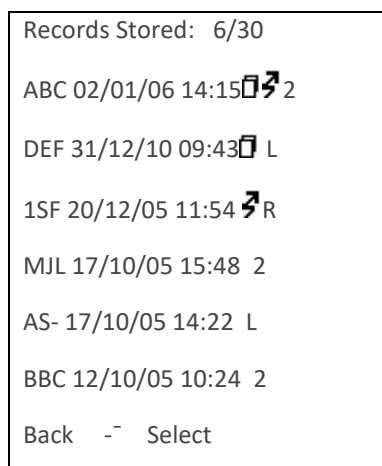 Records Stored: 6/30
ABC 02/01/06 14:15 2
DEF 31/12/10 09:43 L
1SF 20/12/05 11:54 R
MJL 17/10/05 15:48 2
AS- 17/10/05 14:22 L
BBC 12/10/05 10:24 2
Back -¯ Select